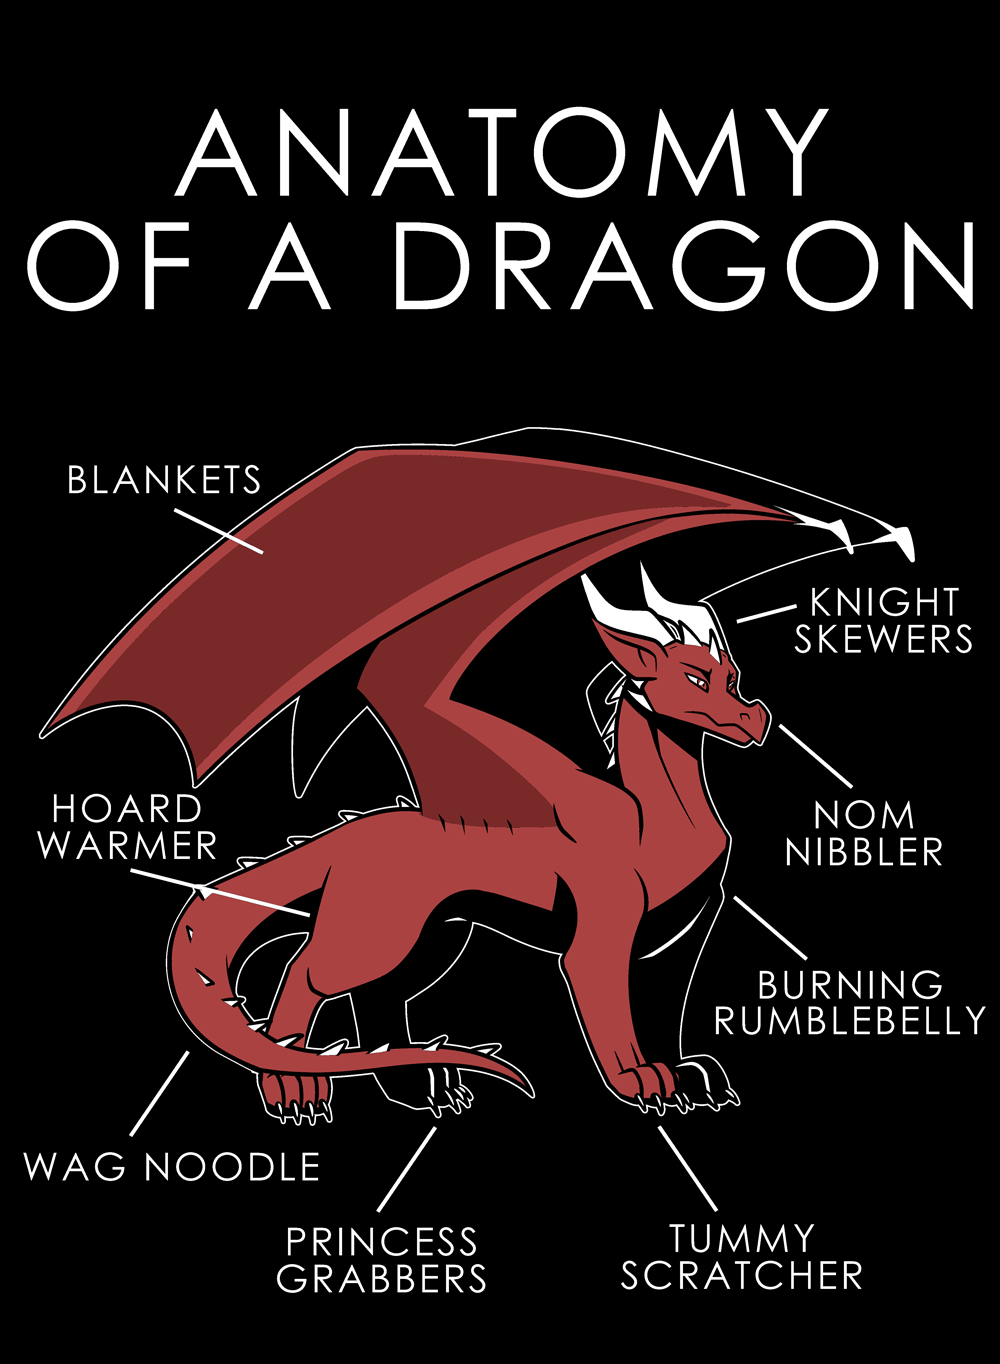 ANATOMY
OF A DRAGON
BLANKETS
KNIGHT
SKEWERS
HOARD
WARMER
NOM
NIBBLER
BURNING
RUMBLEBELLY
WAG NOODLE
PRINCESS
GRABBERS
TUMMY
SCRATCHER